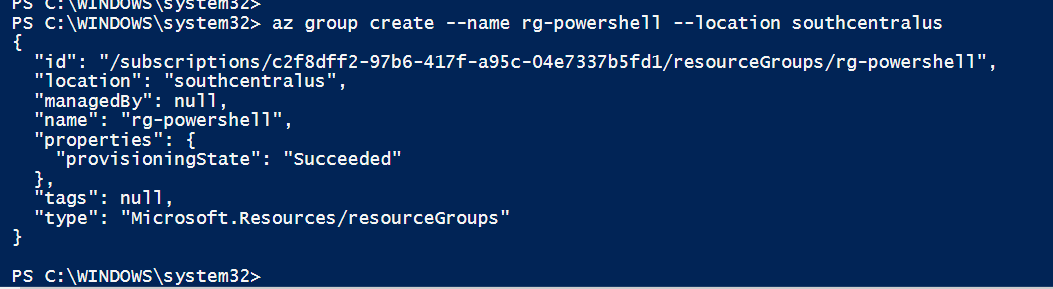 PS C:\WINDOWS\system32>
PS C:\WINDOWS\system32> az group create --name rg-powershell --location southcentralus
{
  "id": "/subscriptions/c2f8dff2-97b6-417f-a95c-04e7337b5fd1/resourceGroups/rg-powershell",
  "location": "southcentralus",
  "managedBy": null,
  "name": "rg-powershell",
  "properties": {
    "provisioningState": "Succeeded"
  },
  "tags": null,
  "type": "Microsoft.Resources/resourceGroups"
}
PS C:\WINDOWS\system32>